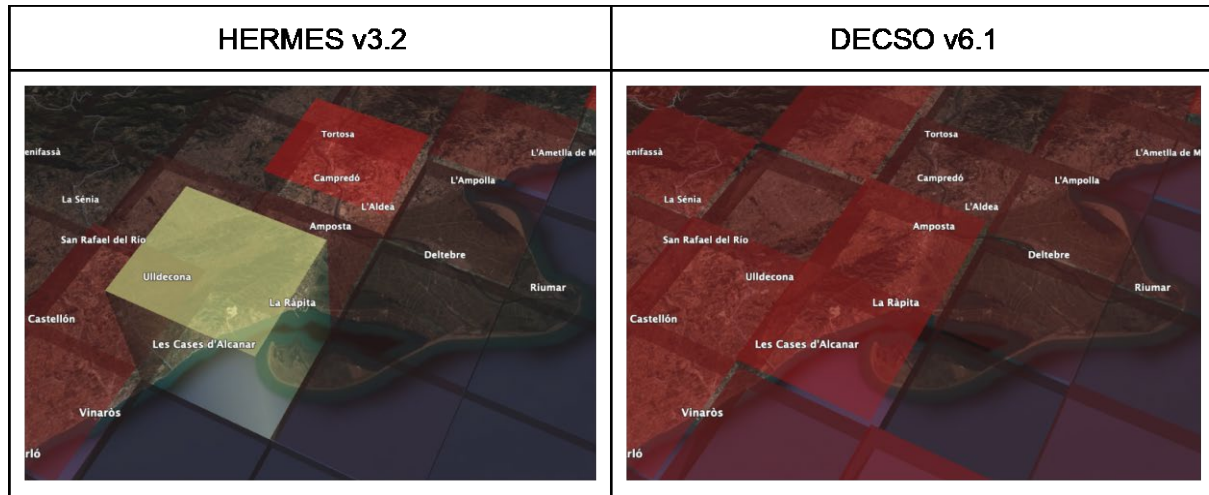 HERMES v3.2
DECSO v6.1
Tortosa
enifassà
L'Ametlla de M
Campredó
L'Ampolla
La Sénia
L'Aldea
Amposta
San Rafael del Río
Deltebre
Ulldecona
Riumar
La Ràpita
Castellón
Les Cases d'Alcanar
Vinaròs
rló
Tortosa
enifassà
L'Ametlla de M
Campredó
L'Ampolla
La Sénia
L'Aldea
Amposta
San Rafael del Río
Deltebre
Ulldecona
Riumar
La Ràpita
Castellón
Les Cases d'Alcanar
Vinaròs
rló